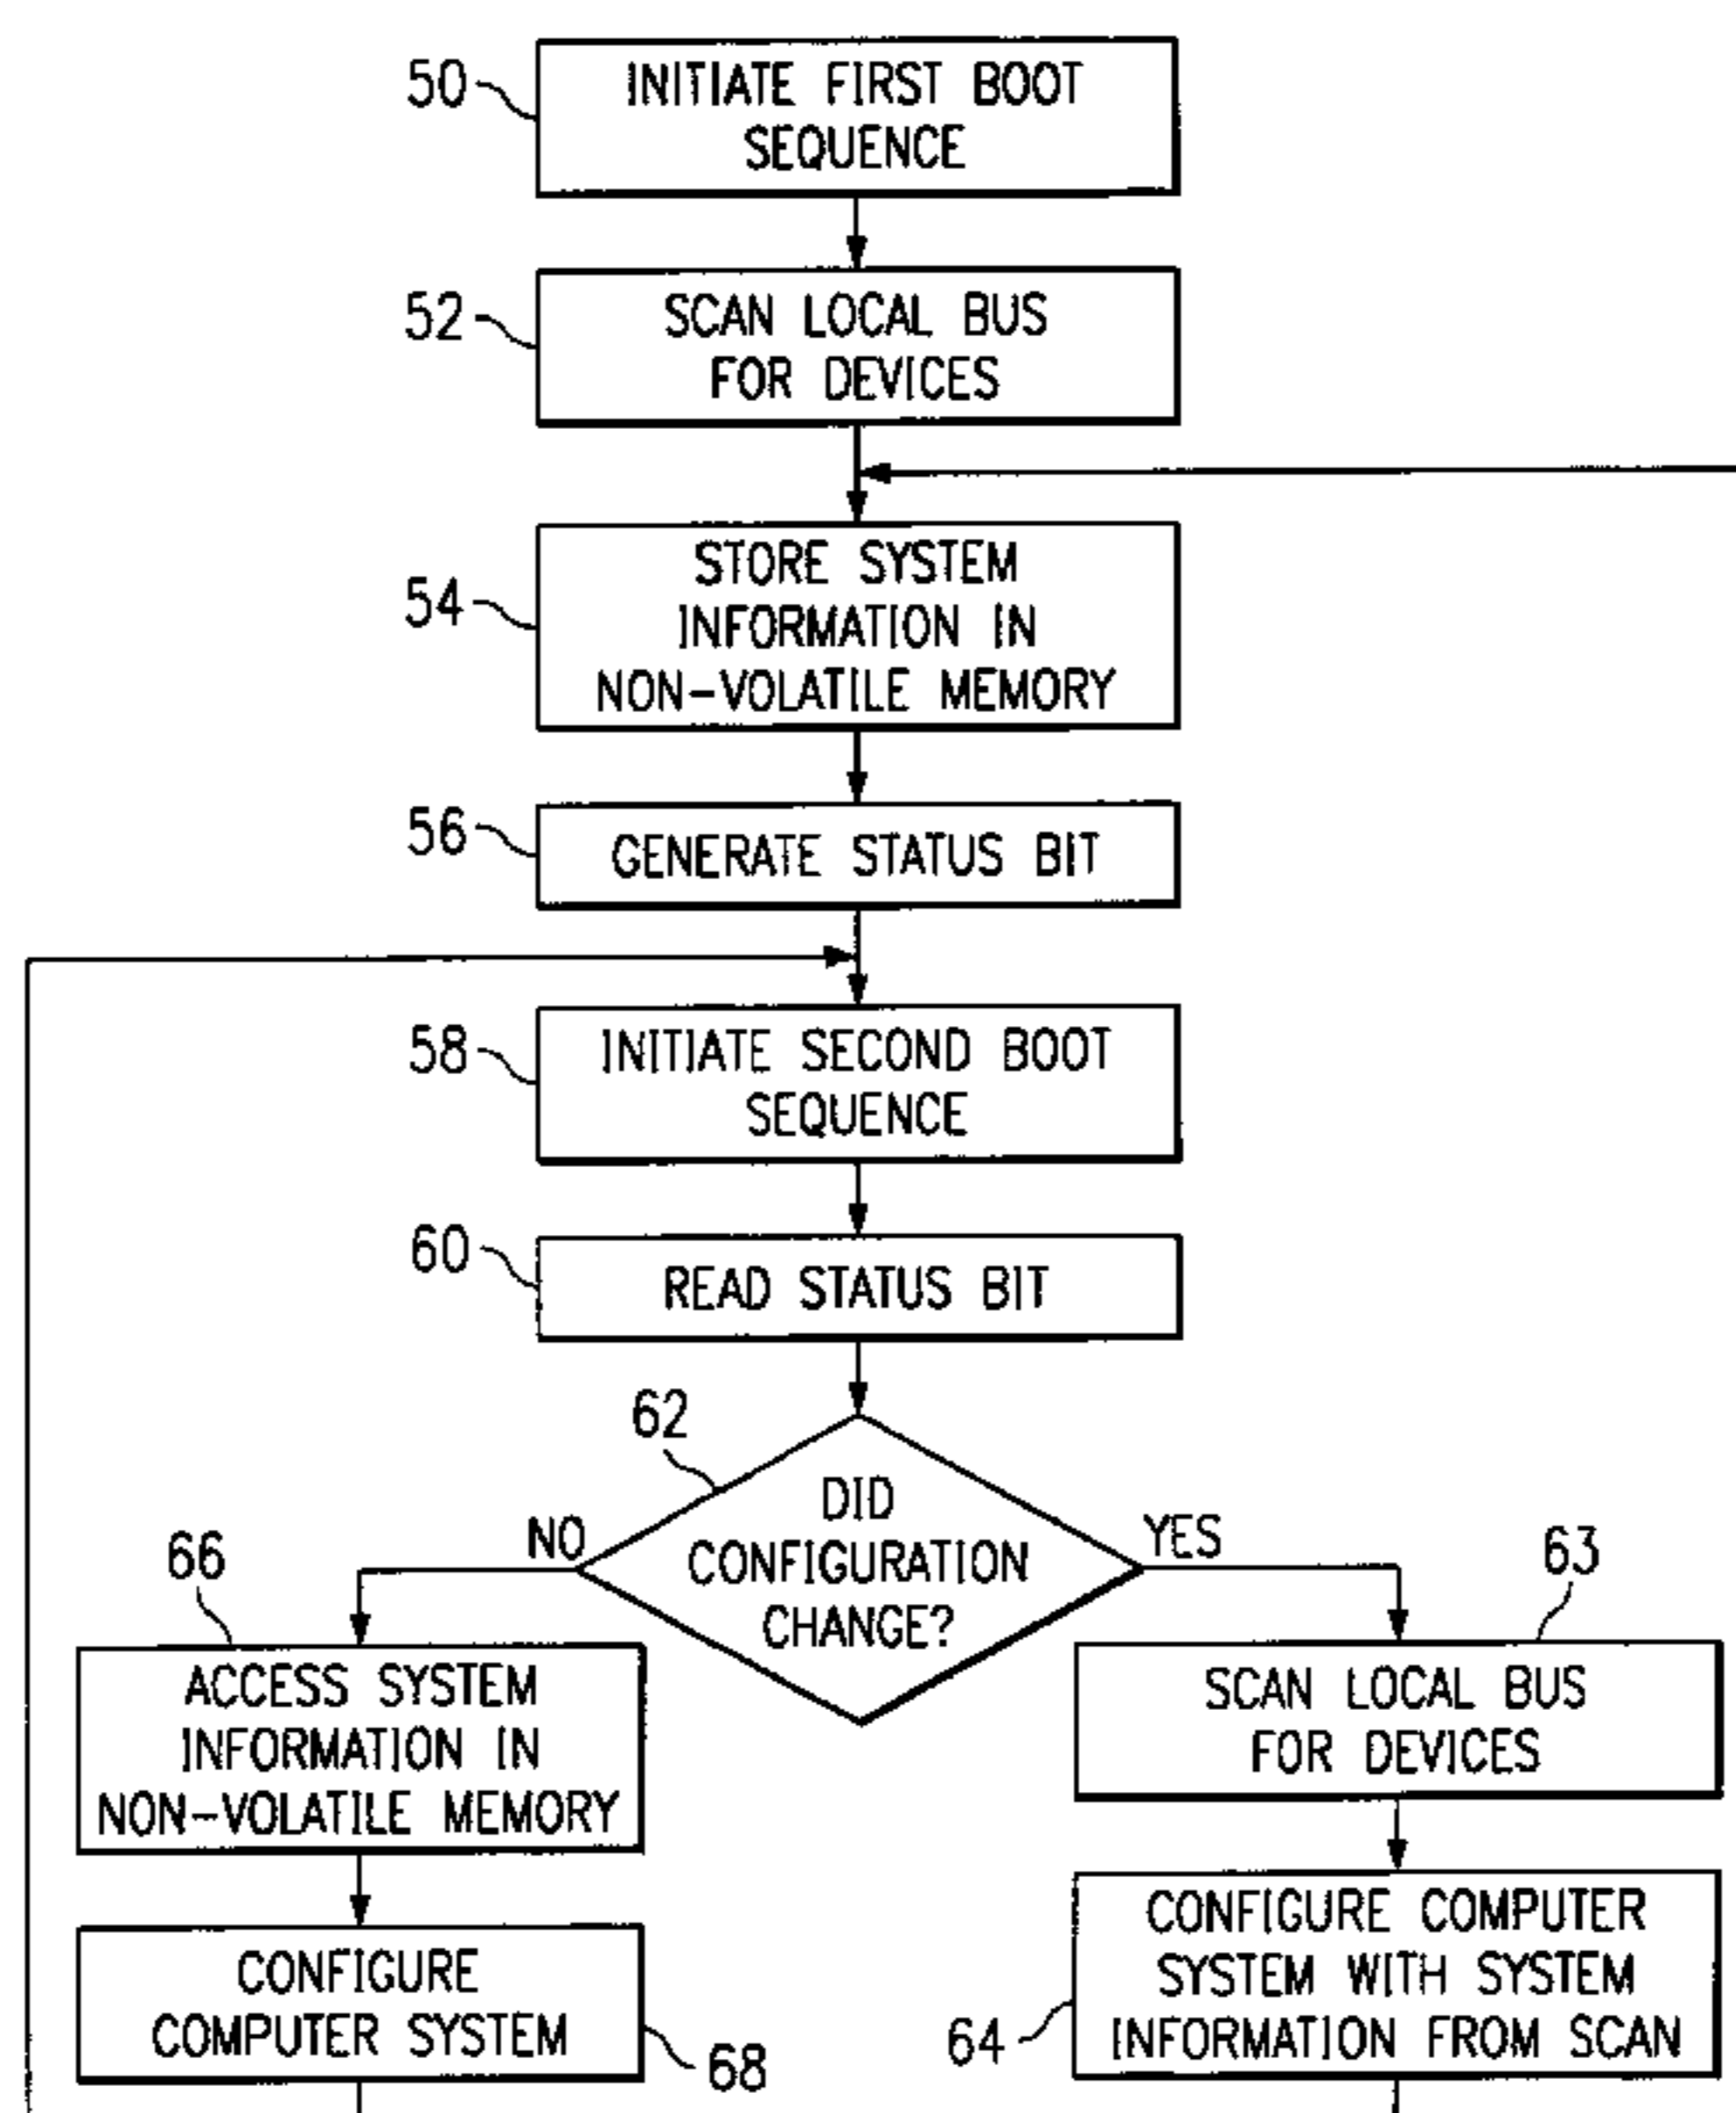 50
INITIATE FIRST BOOT
SEQUENCE
52
SCAN LOCAL BUS
FOR DEVICES
54
STORE SYSTEM
INFORMATION IN
NON-VOLATILE MEMORY
56
GENERATE STATUS BIT
58
INITIATE SECOND BOOT
SEQUENCE
60
READ STATUS BIT
62
DID
CONFIGURATION
CHANGE?
NO
YES
66
ACCESS SYSTEM
INFORMATION IN
NON-VOLATILE MEMORY
63
SCAN LOCAL BUS
FOR DEVICES
CONFIGURE
COMPUTER SYSTEM
68
64
CONFIGURE COMPUTER
SYSTEM WITH SYSTEM
INFORMATION FROM SCAN